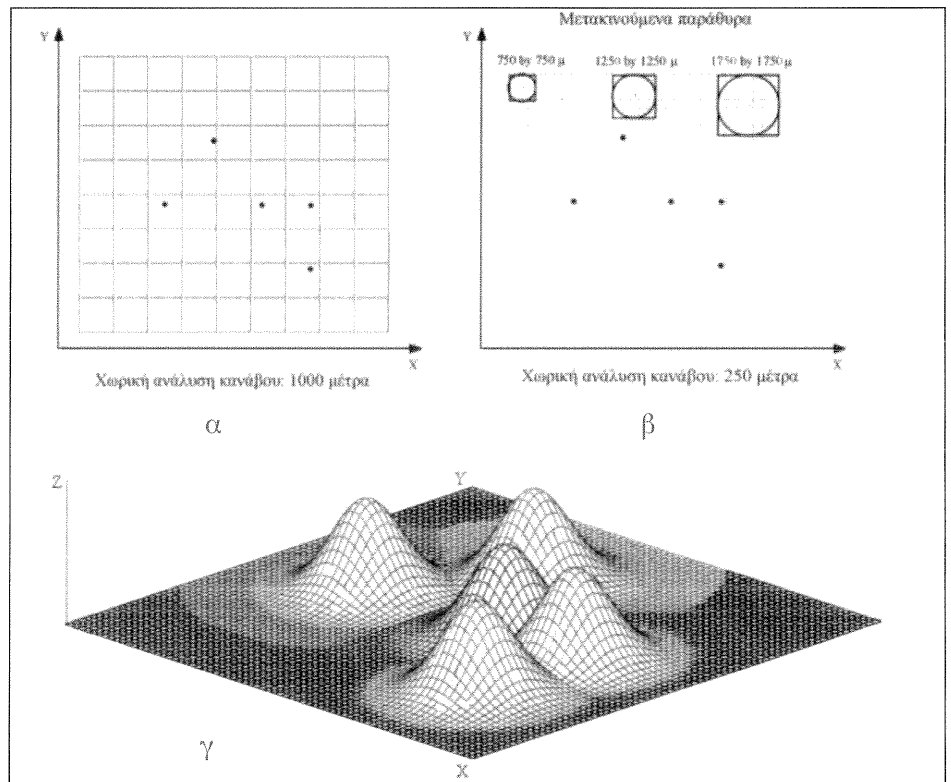 Μετακινούμενα παράθυρα
Y
Y
750 by 750 μ
1250 by 1250 μ
1750 by 1750 μ
X
X
Χωρική ανάλυση κανάβου: 1000 μέτρα
Χωρική ανάλυση κανάβου: 250 μέτρα
α
β
Z
Y
γ
X